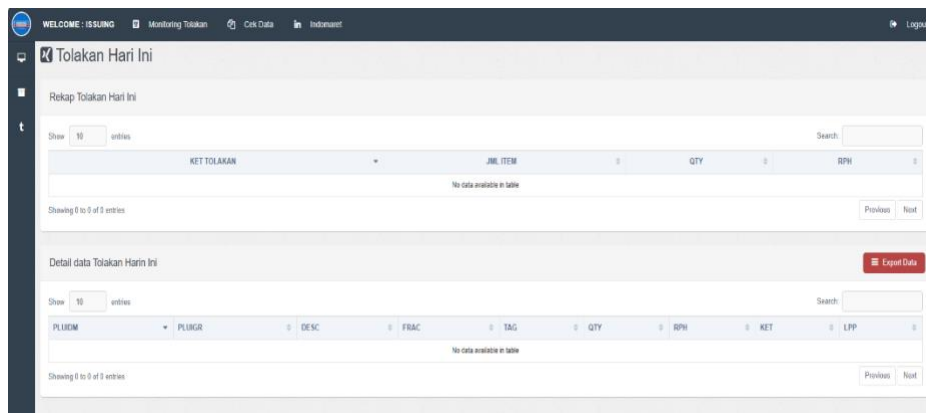 WELCOME : ISSUING Monitoring Tolakan Cek Data Indomaret Logou
Tolakan Hari Ini
Rekap Tolakan Hari Ini
Show 10 entries Search:
KET TOLAKAN JML ITEM QTY RPH
No data available in table
Showing 0 to 0 of 0 entries Previous Next
Detail data Tolakan Harin Ini Export Data
Show 10 entries Search:
PLUIDM PLUIGR DESC FRAC TAG QTY RPH KET LPP
No data available in table
Showing 0 to 0 of 0 entries Previous Next